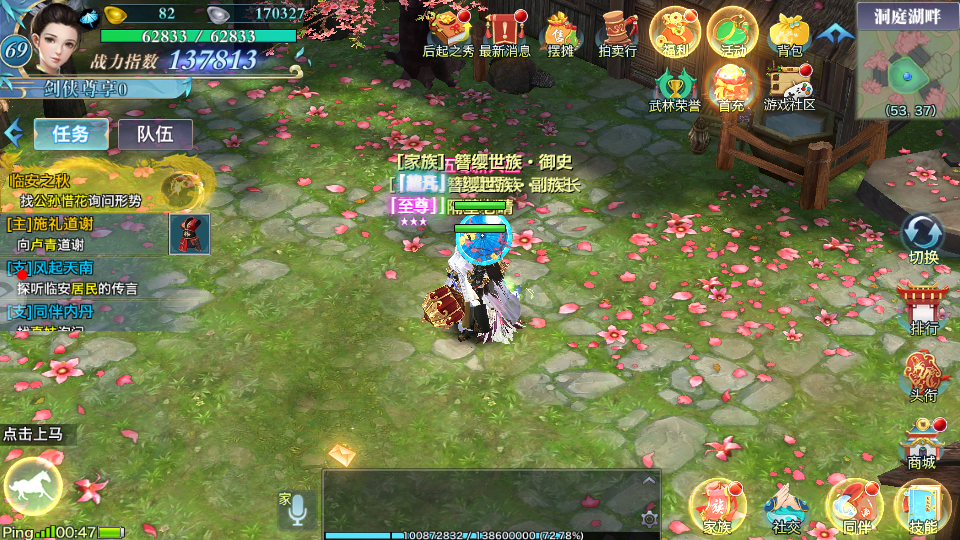 69
82
170327
62833 / 62833
战力指数 137813
剑侠尊享0
后起之秀
最新消息
摆摊
拍卖行
福利
活动
背包
武林荣誉
首充
游戏社区
洞庭湖畔
(53, 37)
任务
队伍
临安之秋
找公孙惜花询问形势
[主]施礼道谢
向卢青道谢
[支]风起天南
探听临安居民的传言
[支]同伴内丹
[家族] 簪缨世族·御史
副族长
[至尊]
切换
排行
头衔
商城
点击上马
家
家族
社交
同伴
技能
Ping
00:47
100872832 / 138600000 (72.78%)